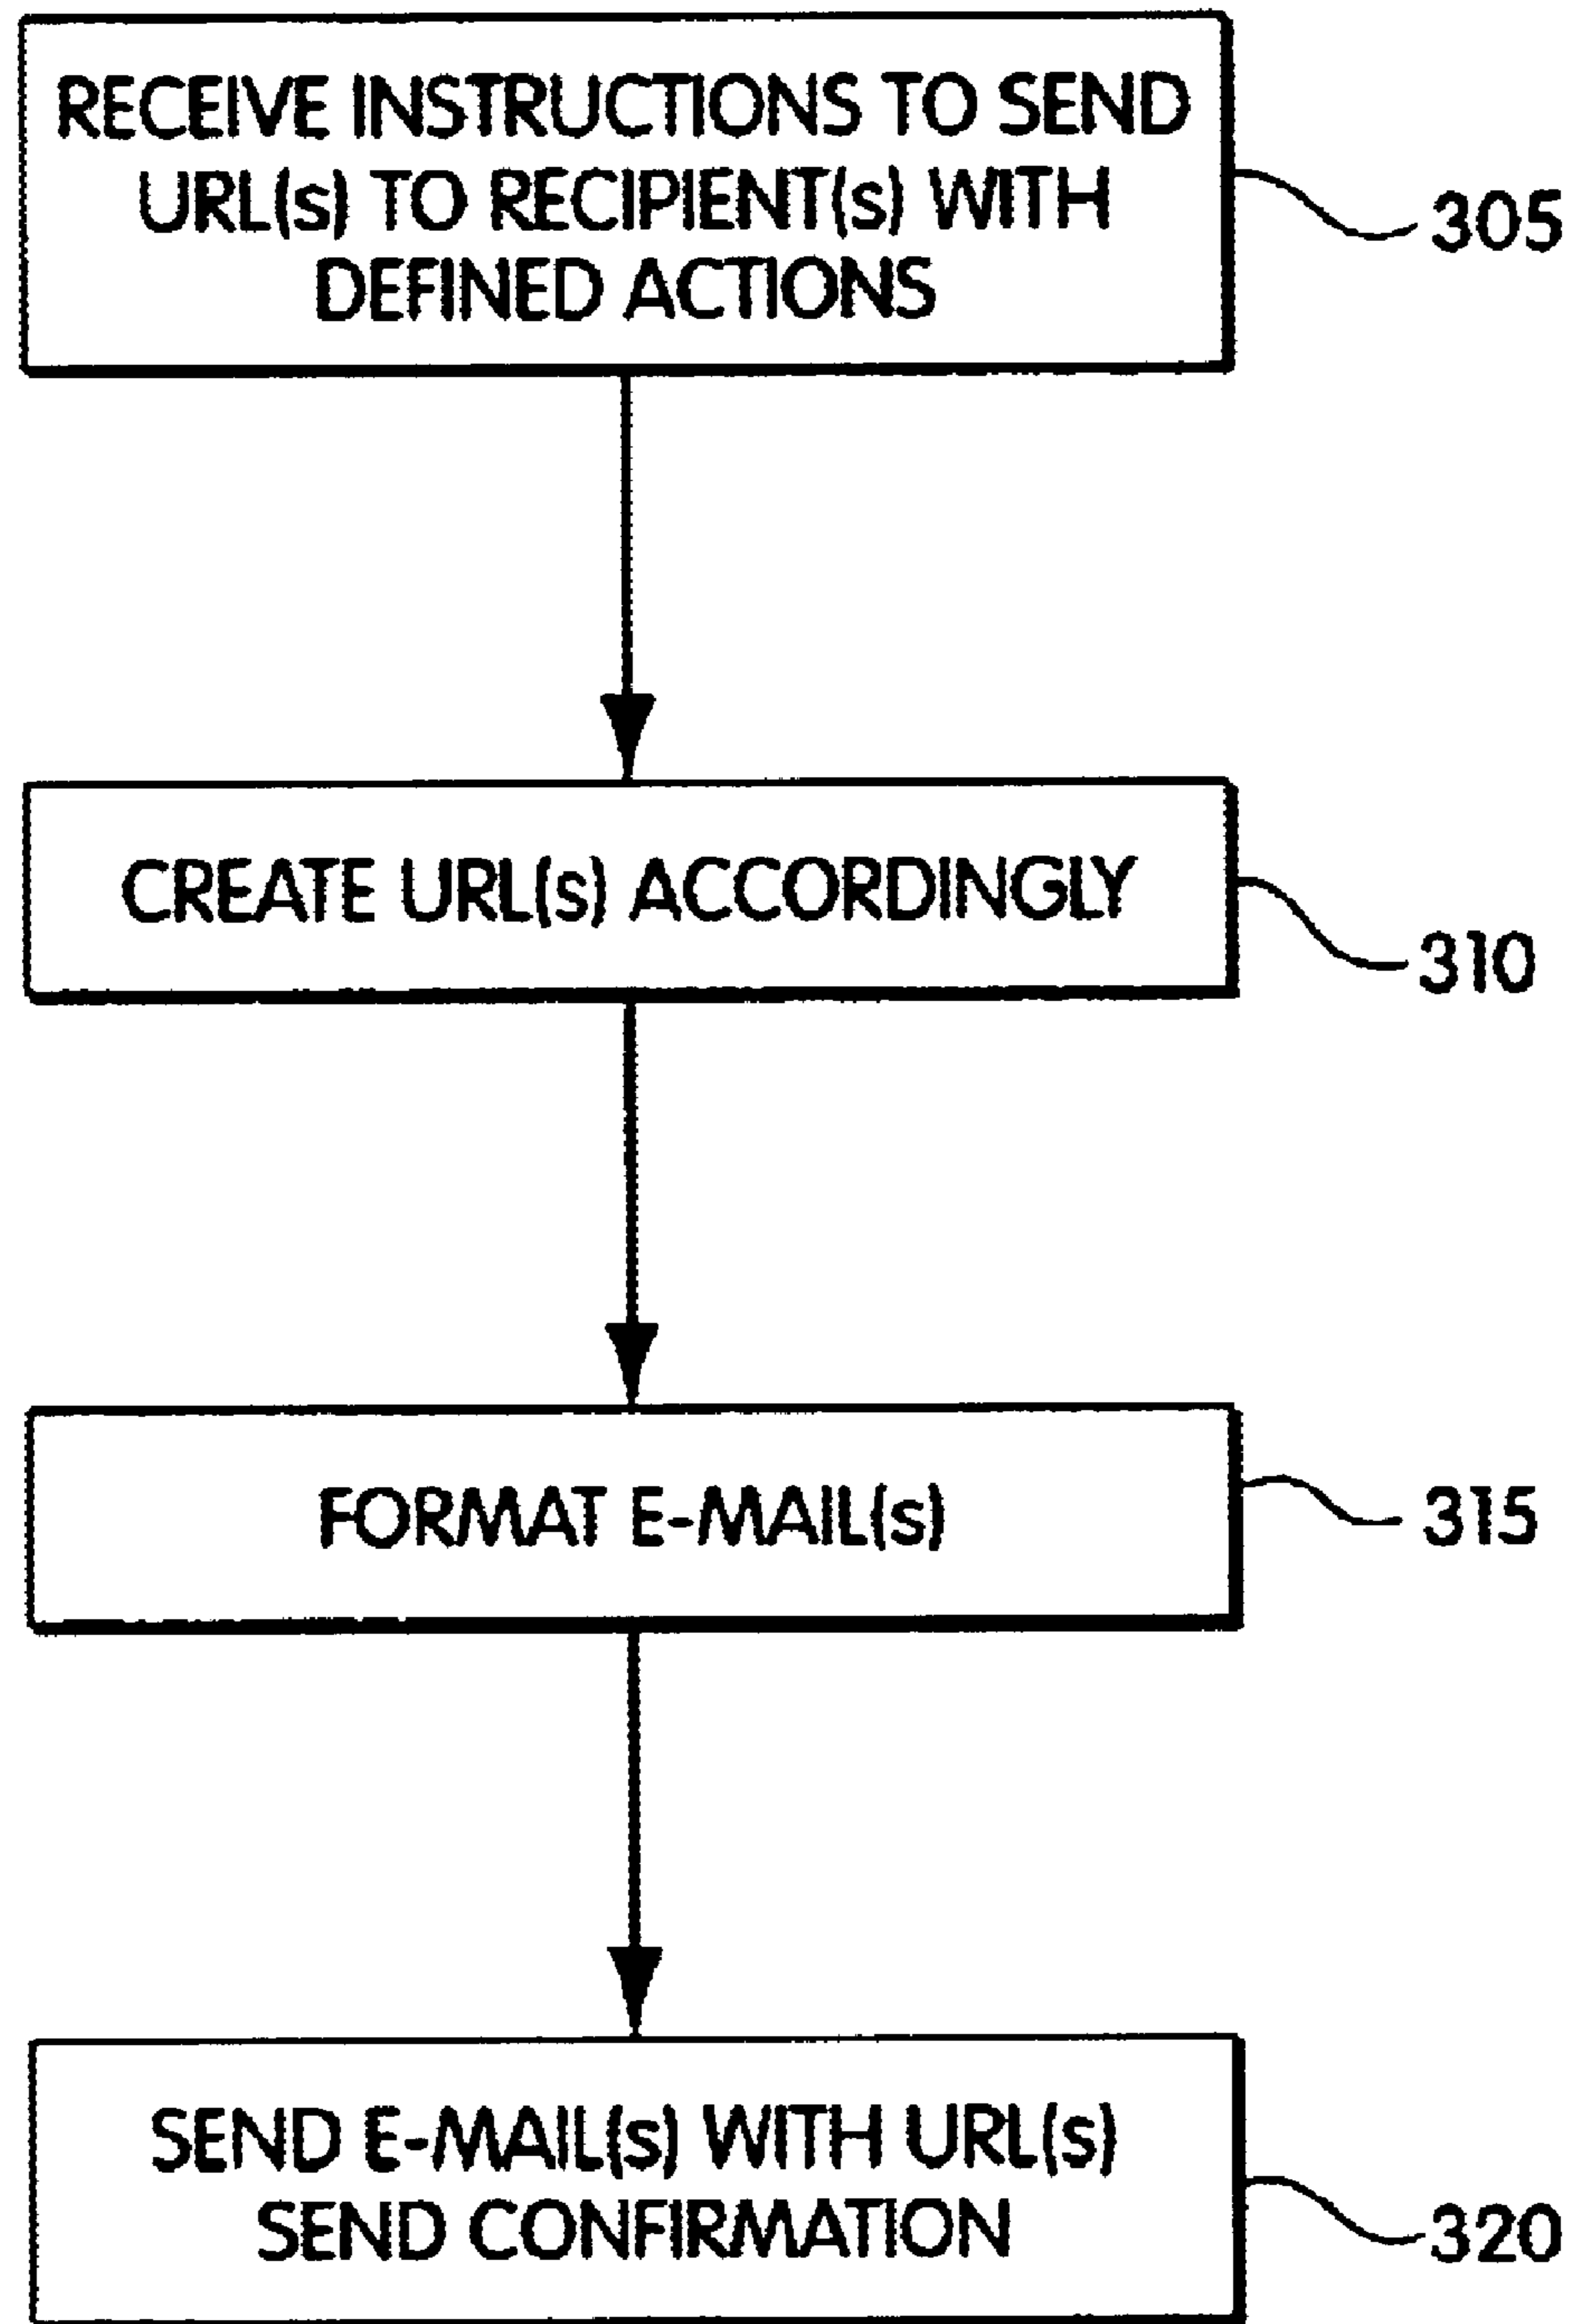 RECEIVE INSTRUCTIONS TO SEND
URL(s) TO RECIPIENT(s) WITH
DEFINED ACTIONS
305
CREATE URL(s) ACCORDINGLY
310
FORMAT E-MAIL(s)
315
SEND E-MAIL(s) WITH URL(s)
SEND CONFIRMATION
320